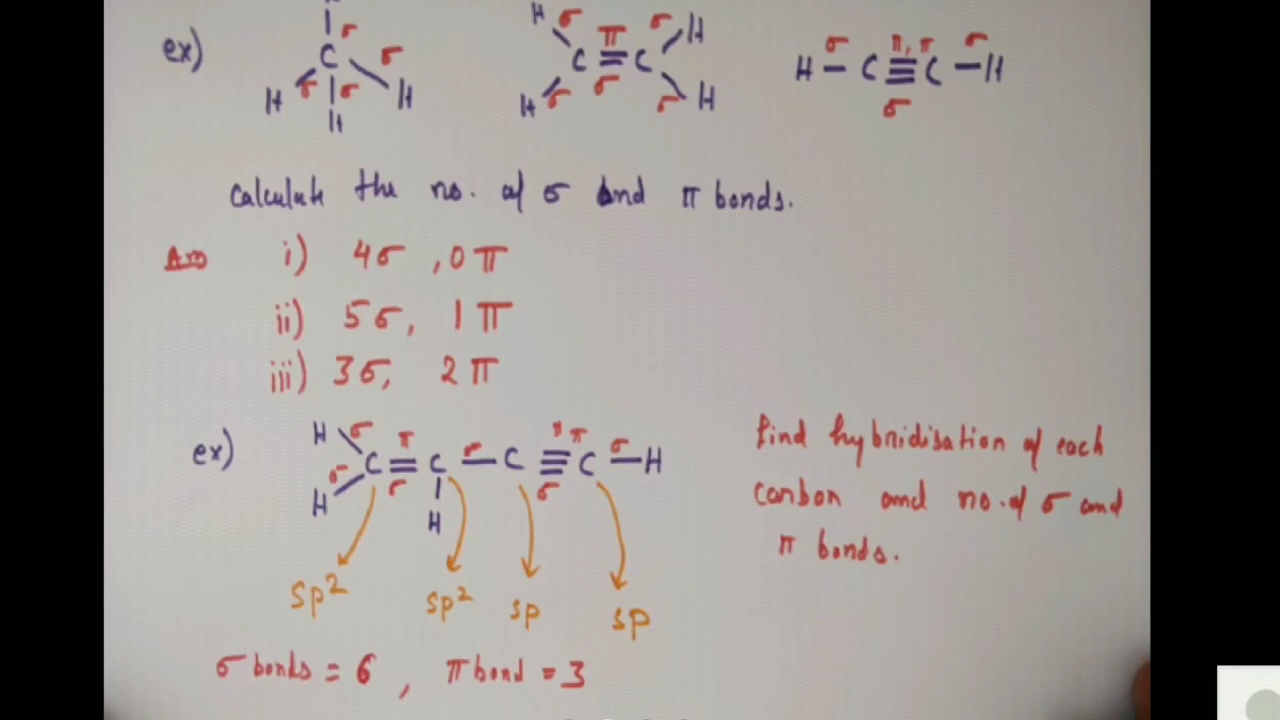 ex)
H σ C σ H σ H σ H
H σ C π σ C σ H σ H
H σ C π, π σ C σ H
Calculate the no. of σ and π bonds.
Ans i) 4σ, 0π
ii) 5σ, 1π
iii) 3σ, 2π
ex) H σ H σ C π σ C H σ C π π σ C σ H
sp² sp² sp sp
find hybridisation of each
carbon and no. of σ and
π bonds.
σ bonds = 6, π bond = 3